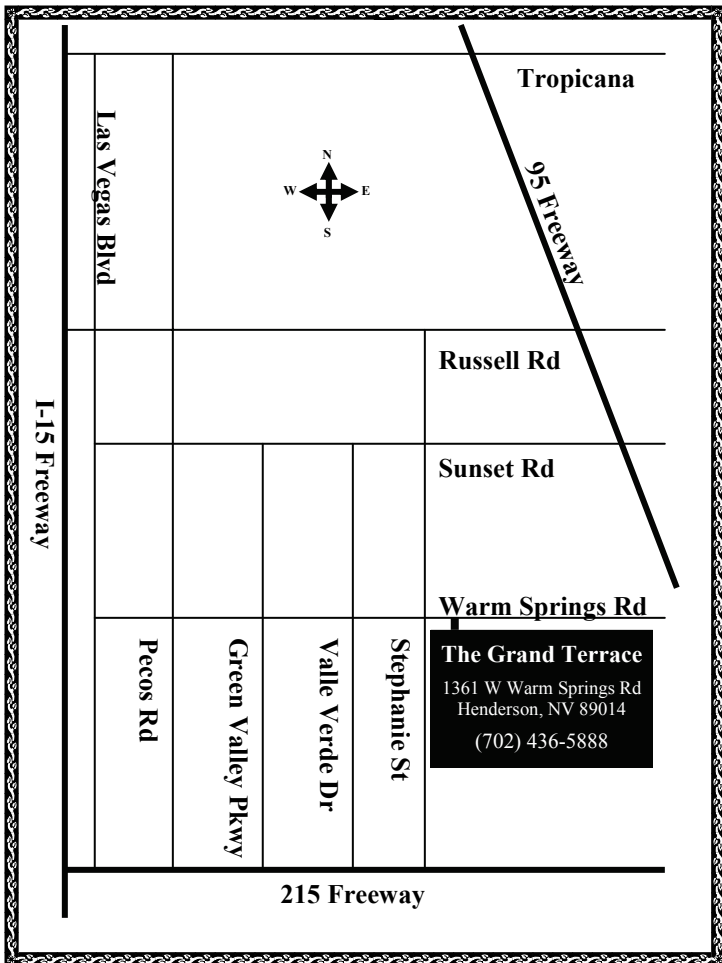 Tropicana
Las Vegas Blvd
N
W
E
S
95 Freeway
Russell Rd
I-15 Freeway
Sunset Rd
Warm Springs Rd
Pecos Rd
Green Valley Pkwy
Valle Verde Dr
Stephanie St
The Grand Terrace
1361 W Warm Springs Rd
Henderson, NV 89014
(702) 436-5888
215 Freeway